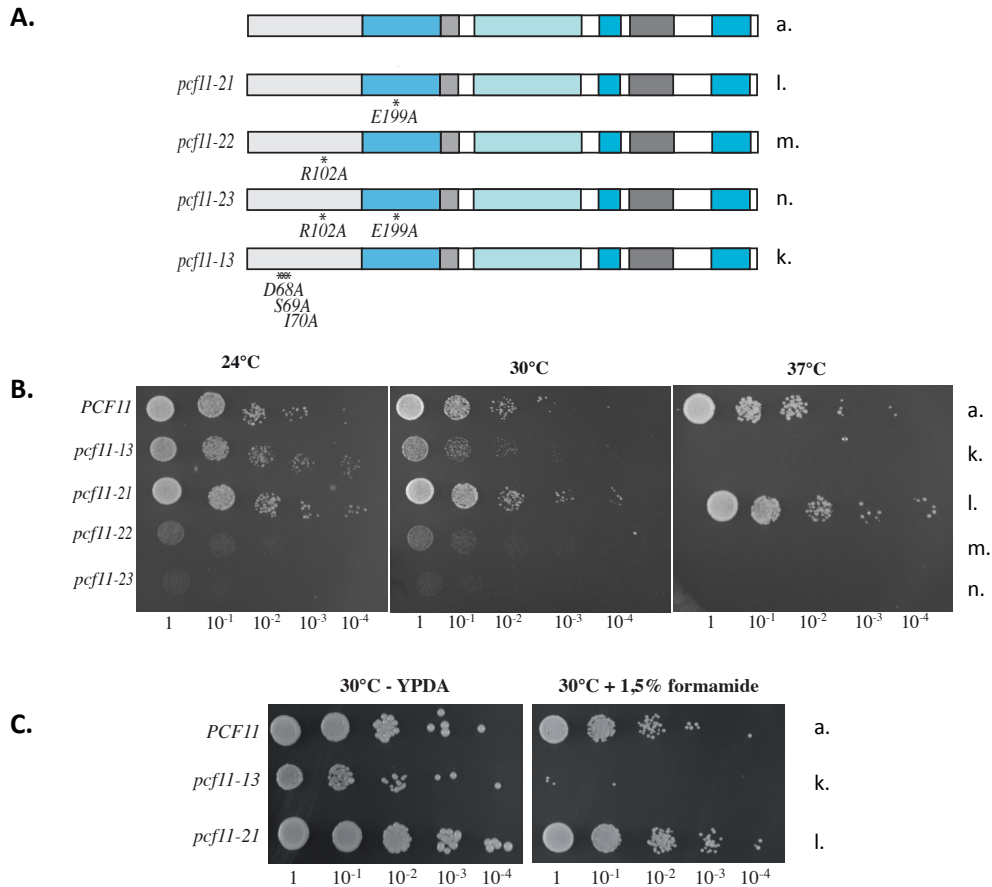 A.
a.
pcf11-21
l.
*
E199A
pcf11-22
m.
*
R102A
pcf11-23
n.
* *
R102A E199A
pcf11-13
k.
***
D68A
S69A
I70A
B.
24°C 30°C 37°C
PCF11
a.
pcf11-13
k.
pcf11-21
l.
pcf11-22
m.
pcf11-23
n.
1 10⁻¹ 10⁻² 10⁻³ 10⁻⁴ 1 10⁻¹ 10⁻² 10⁻³ 10⁻⁴ 1 10⁻¹ 10⁻² 10⁻³ 10⁻⁴
C.
30°C - YPDA 30°C + 1,5% formamide
PCF11
a.
pcf11-13
k.
pcf11-21
l.
1 10⁻¹ 10⁻² 10⁻³ 10⁻⁴ 1 10⁻¹ 10⁻² 10⁻³ 10⁻⁴